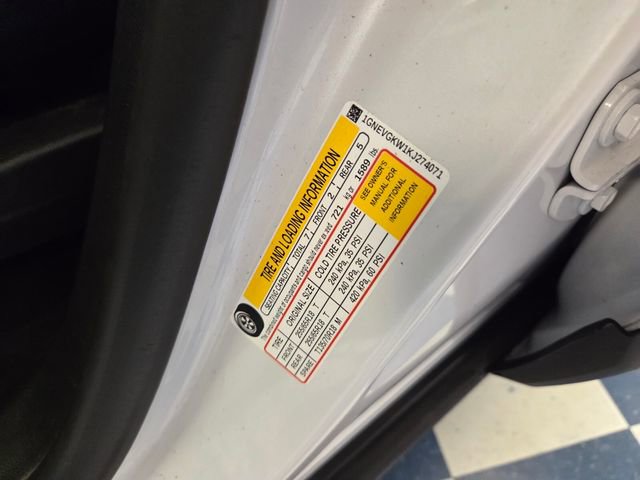 1GNEVGKW1KJ274071
TIRE AND LOADING INFORMATION
SEATING CAPACITY TOTAL 7 FRONT 2 REAR 5
The combined weight of occupants and cargo should never exceed 721 kg or 1589 lbs
TIRE ORIGINAL SIZE COLD TIRE PRESSURE
FRONT 255/65R18 T 240 kPa, 35 PSI
REAR 255/65R18 T 240 kPa, 35 PSI
SPARE T135/70R18 M 420 kPa, 60 PSI
SEE OWNER'S
MANUAL FOR
ADDITIONAL
INFORMATION